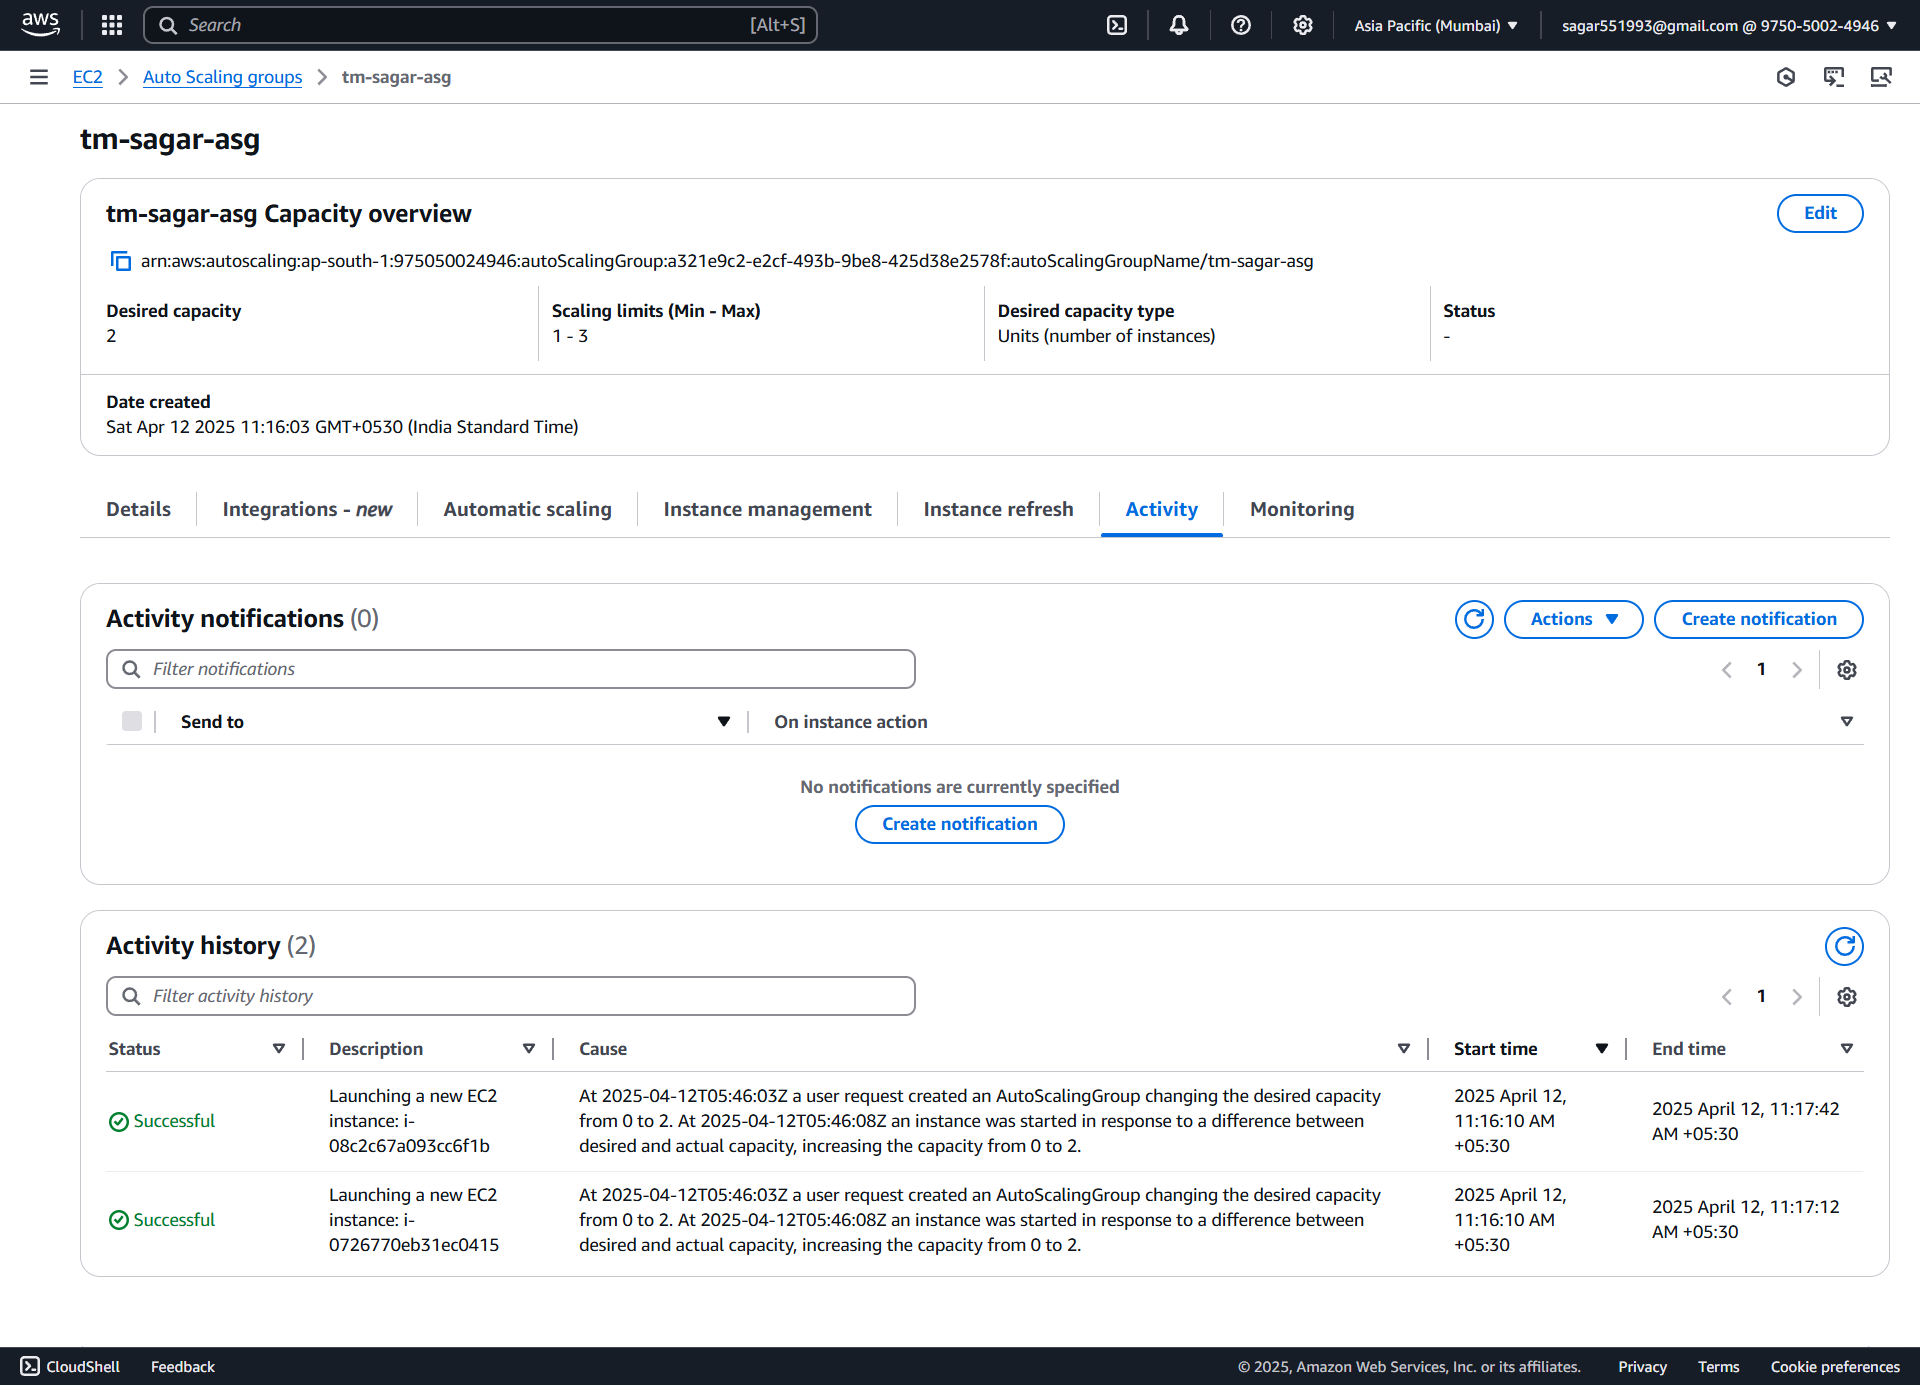 aws
Search [Alt+S]
Asia Pacific (Mumbai) sagar551993@gmail.com @ 9750-5002-4946
EC2 Auto Scaling groups tm-sagar-asg
tm-sagar-asg
tm-sagar-asg Capacity overview
Edit
arn:aws:autoscaling:ap-south-1:975050024946:autoScalingGroup:a321e9c2-e2cf-493b-9be8-425d38e2578f:autoScalingGroupName/tm-sagar-asg
Desired capacity
2
Scaling limits (Min - Max)
1 - 3
Desired capacity type
Units (number of instances)
Status
-
Date created
Sat Apr 12 2025 11:16:03 GMT+0530 (India Standard Time)
Details Integrations - new Automatic scaling Instance management Instance refresh Activity Monitoring
Activity notifications (0)
Actions Create notification
Filter notifications
1
Send to On instance action
No notifications are currently specified
Create notification
Activity history (2)
Filter activity history
1
Status Description Cause Start time End time
Successful
Launching a new EC2
instance: i-
08c2c67a093cc6f1b
At 2025-04-12T05:46:03Z a user request created an AutoScalingGroup changing the desired capacity
from 0 to 2. At 2025-04-12T05:46:08Z an instance was started in response to a difference between
desired and actual capacity, increasing the capacity from 0 to 2.
2025 April 12,
11:16:10 AM
+05:30
2025 April 12, 11:17:42
AM +05:30
Successful
Launching a new EC2
instance: i-
0726770eb31ec0415
At 2025-04-12T05:46:03Z a user request created an AutoScalingGroup changing the desired capacity
from 0 to 2. At 2025-04-12T05:46:08Z an instance was started in response to a difference between
desired and actual capacity, increasing the capacity from 0 to 2.
2025 April 12,
11:16:10 AM
+05:30
2025 April 12, 11:17:12
AM +05:30
CloudShell Feedback © 2025, Amazon Web Services, Inc. or its affiliates. Privacy Terms Cookie preferences